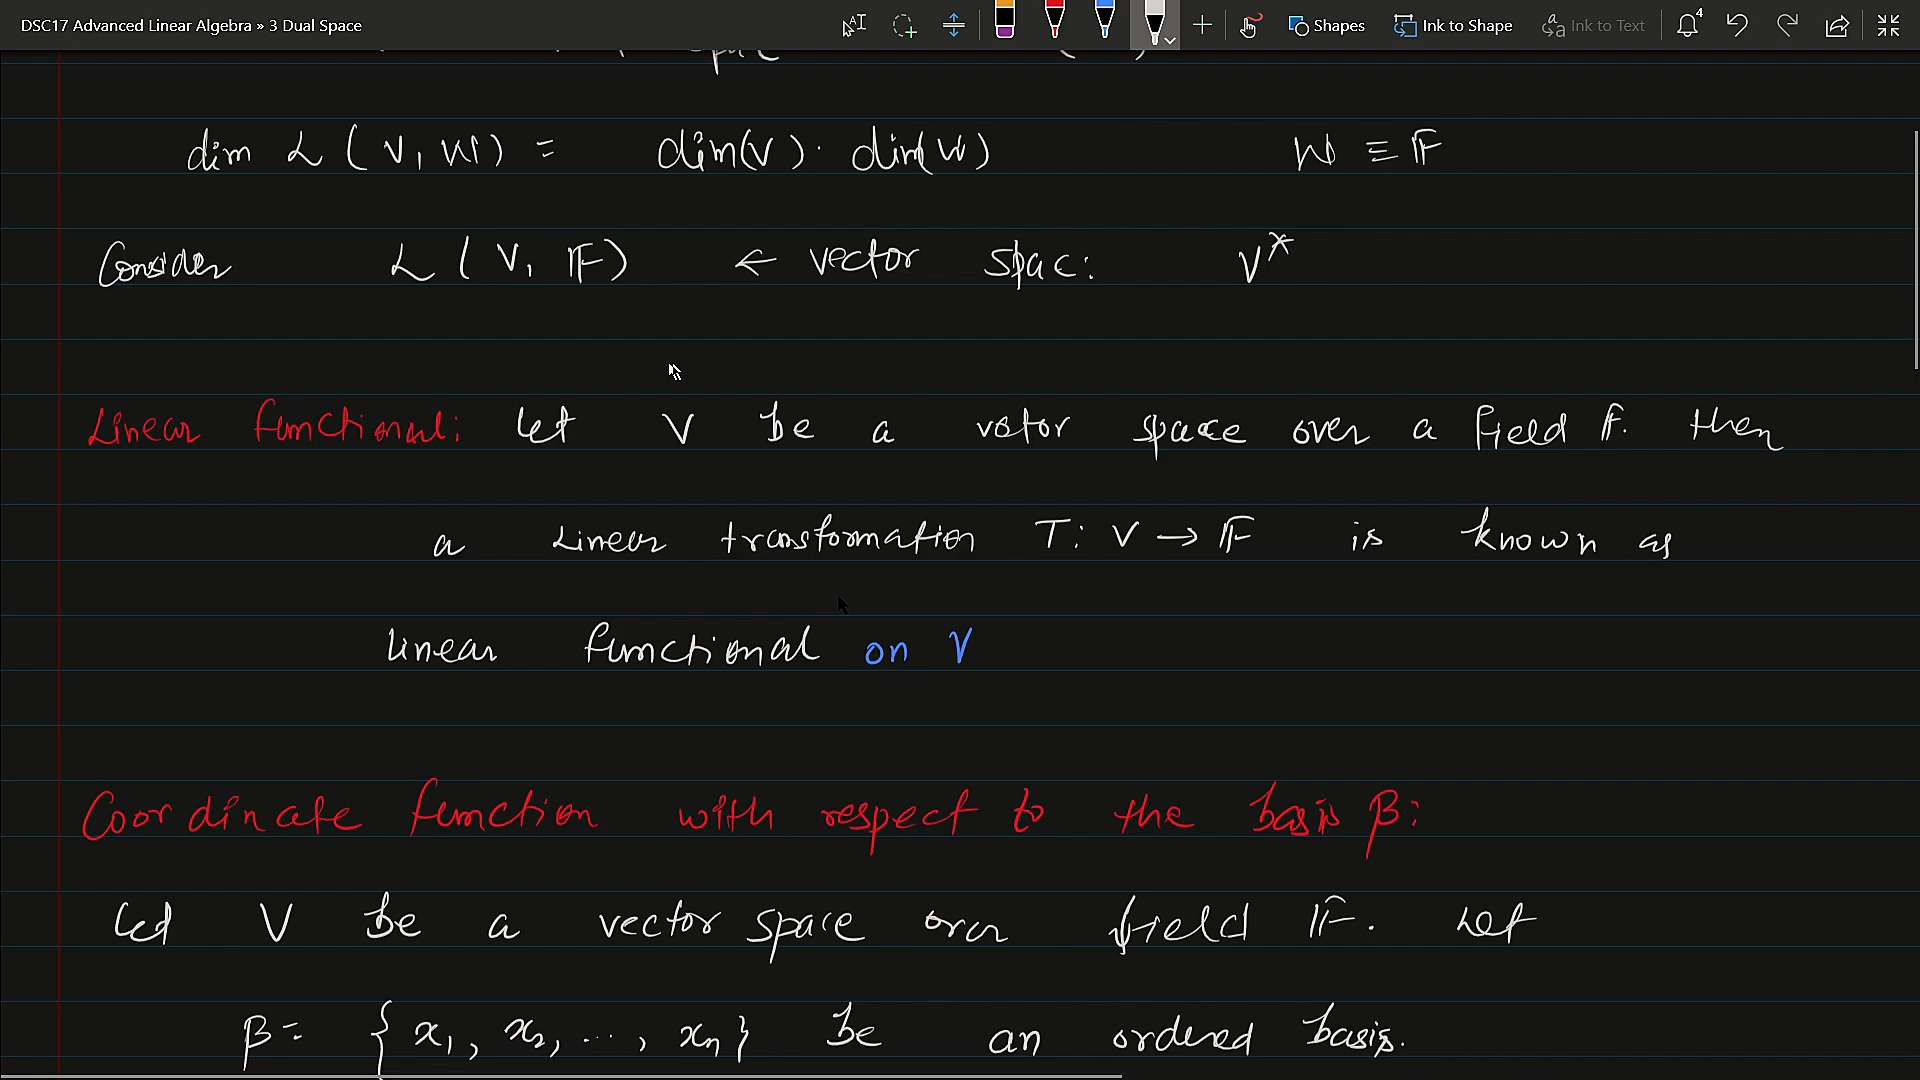 DSC17 Advanced Linear Algebra » 3 Dual Space
Shapes Ink to Shape Ink to Text 4
dim L(V, W) = dim(V) · dim(W) W ≡ F
Consider L(V, F) ← vector spac: V*
Linear functional: Let V be a vetor space over a field F. then
a Linear transformation T: V → F is known as
linear functional on V
Coordinate function with respect to the basis β:
Let V be a vector space over field F. Let
β = {x₁, x₂, ..., xₙ} be an ordered basis.